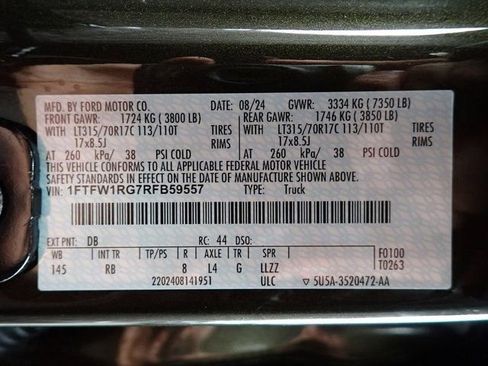 MFD. BY FORD MOTOR CO. 08/24 GVWR: 3334 KG (7350 LB)
FRONT GAWR: 1724 KG (3800 LB) REAR GAWR: 1746 KG (3850 LB)
WITH LT315/70R17C 113/110T TIRES WITH LT315/70R17C 113/110T TIRES
17x8.5J RIMS 17x8.5J RIMS
AT 260 kPa/ 38 PSI COLD AT 260 kPa/ 38 PSI COLD
THIS VEHICLE CONFORMS TO ALL APPLICABLE FEDERAL MOTOR VEHICLE
SAFETY STANDARDS IN EFFECT ON THE DATE OF MANUFACTURE SHOWN ABOVE.
VIN: 1FTFW1RG7RFB59557 TYPE: Truck
EXT PNT: DB RC: 44 DSO:
WB INT TR TP/PS R A TR SPR F0100
145 RB 8 L4 G LLZZ T0263
2202408141951 ULC ▽ 5U5A-3520472-AA